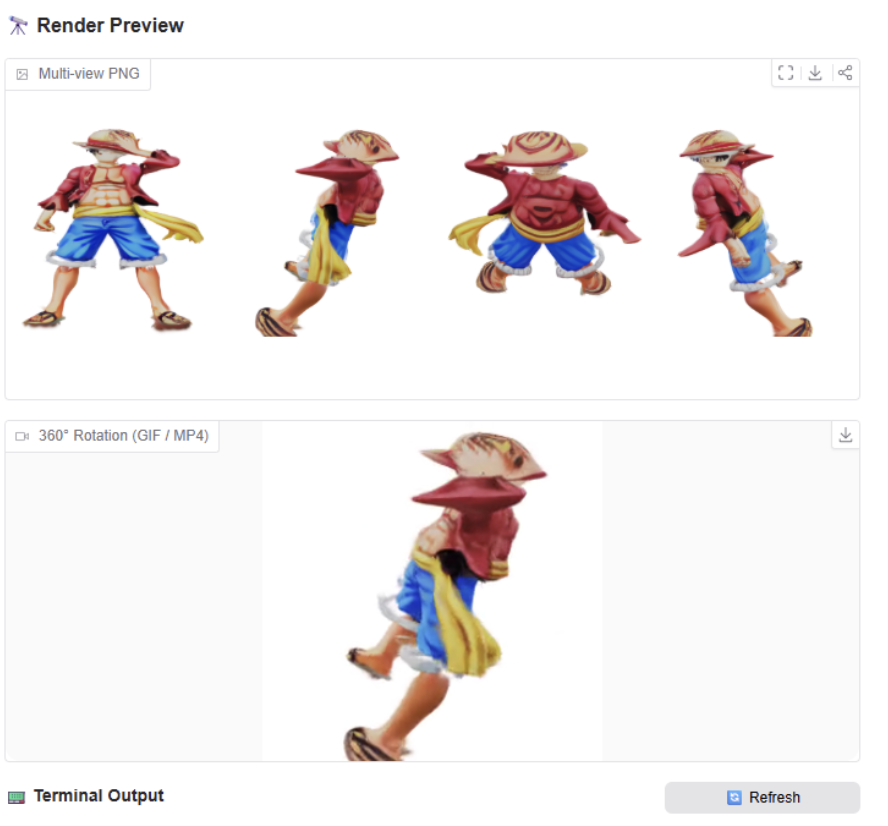 Render Preview
Multi-view PNG
360° Rotation (GIF / MP4)
Terminal Output
Refresh